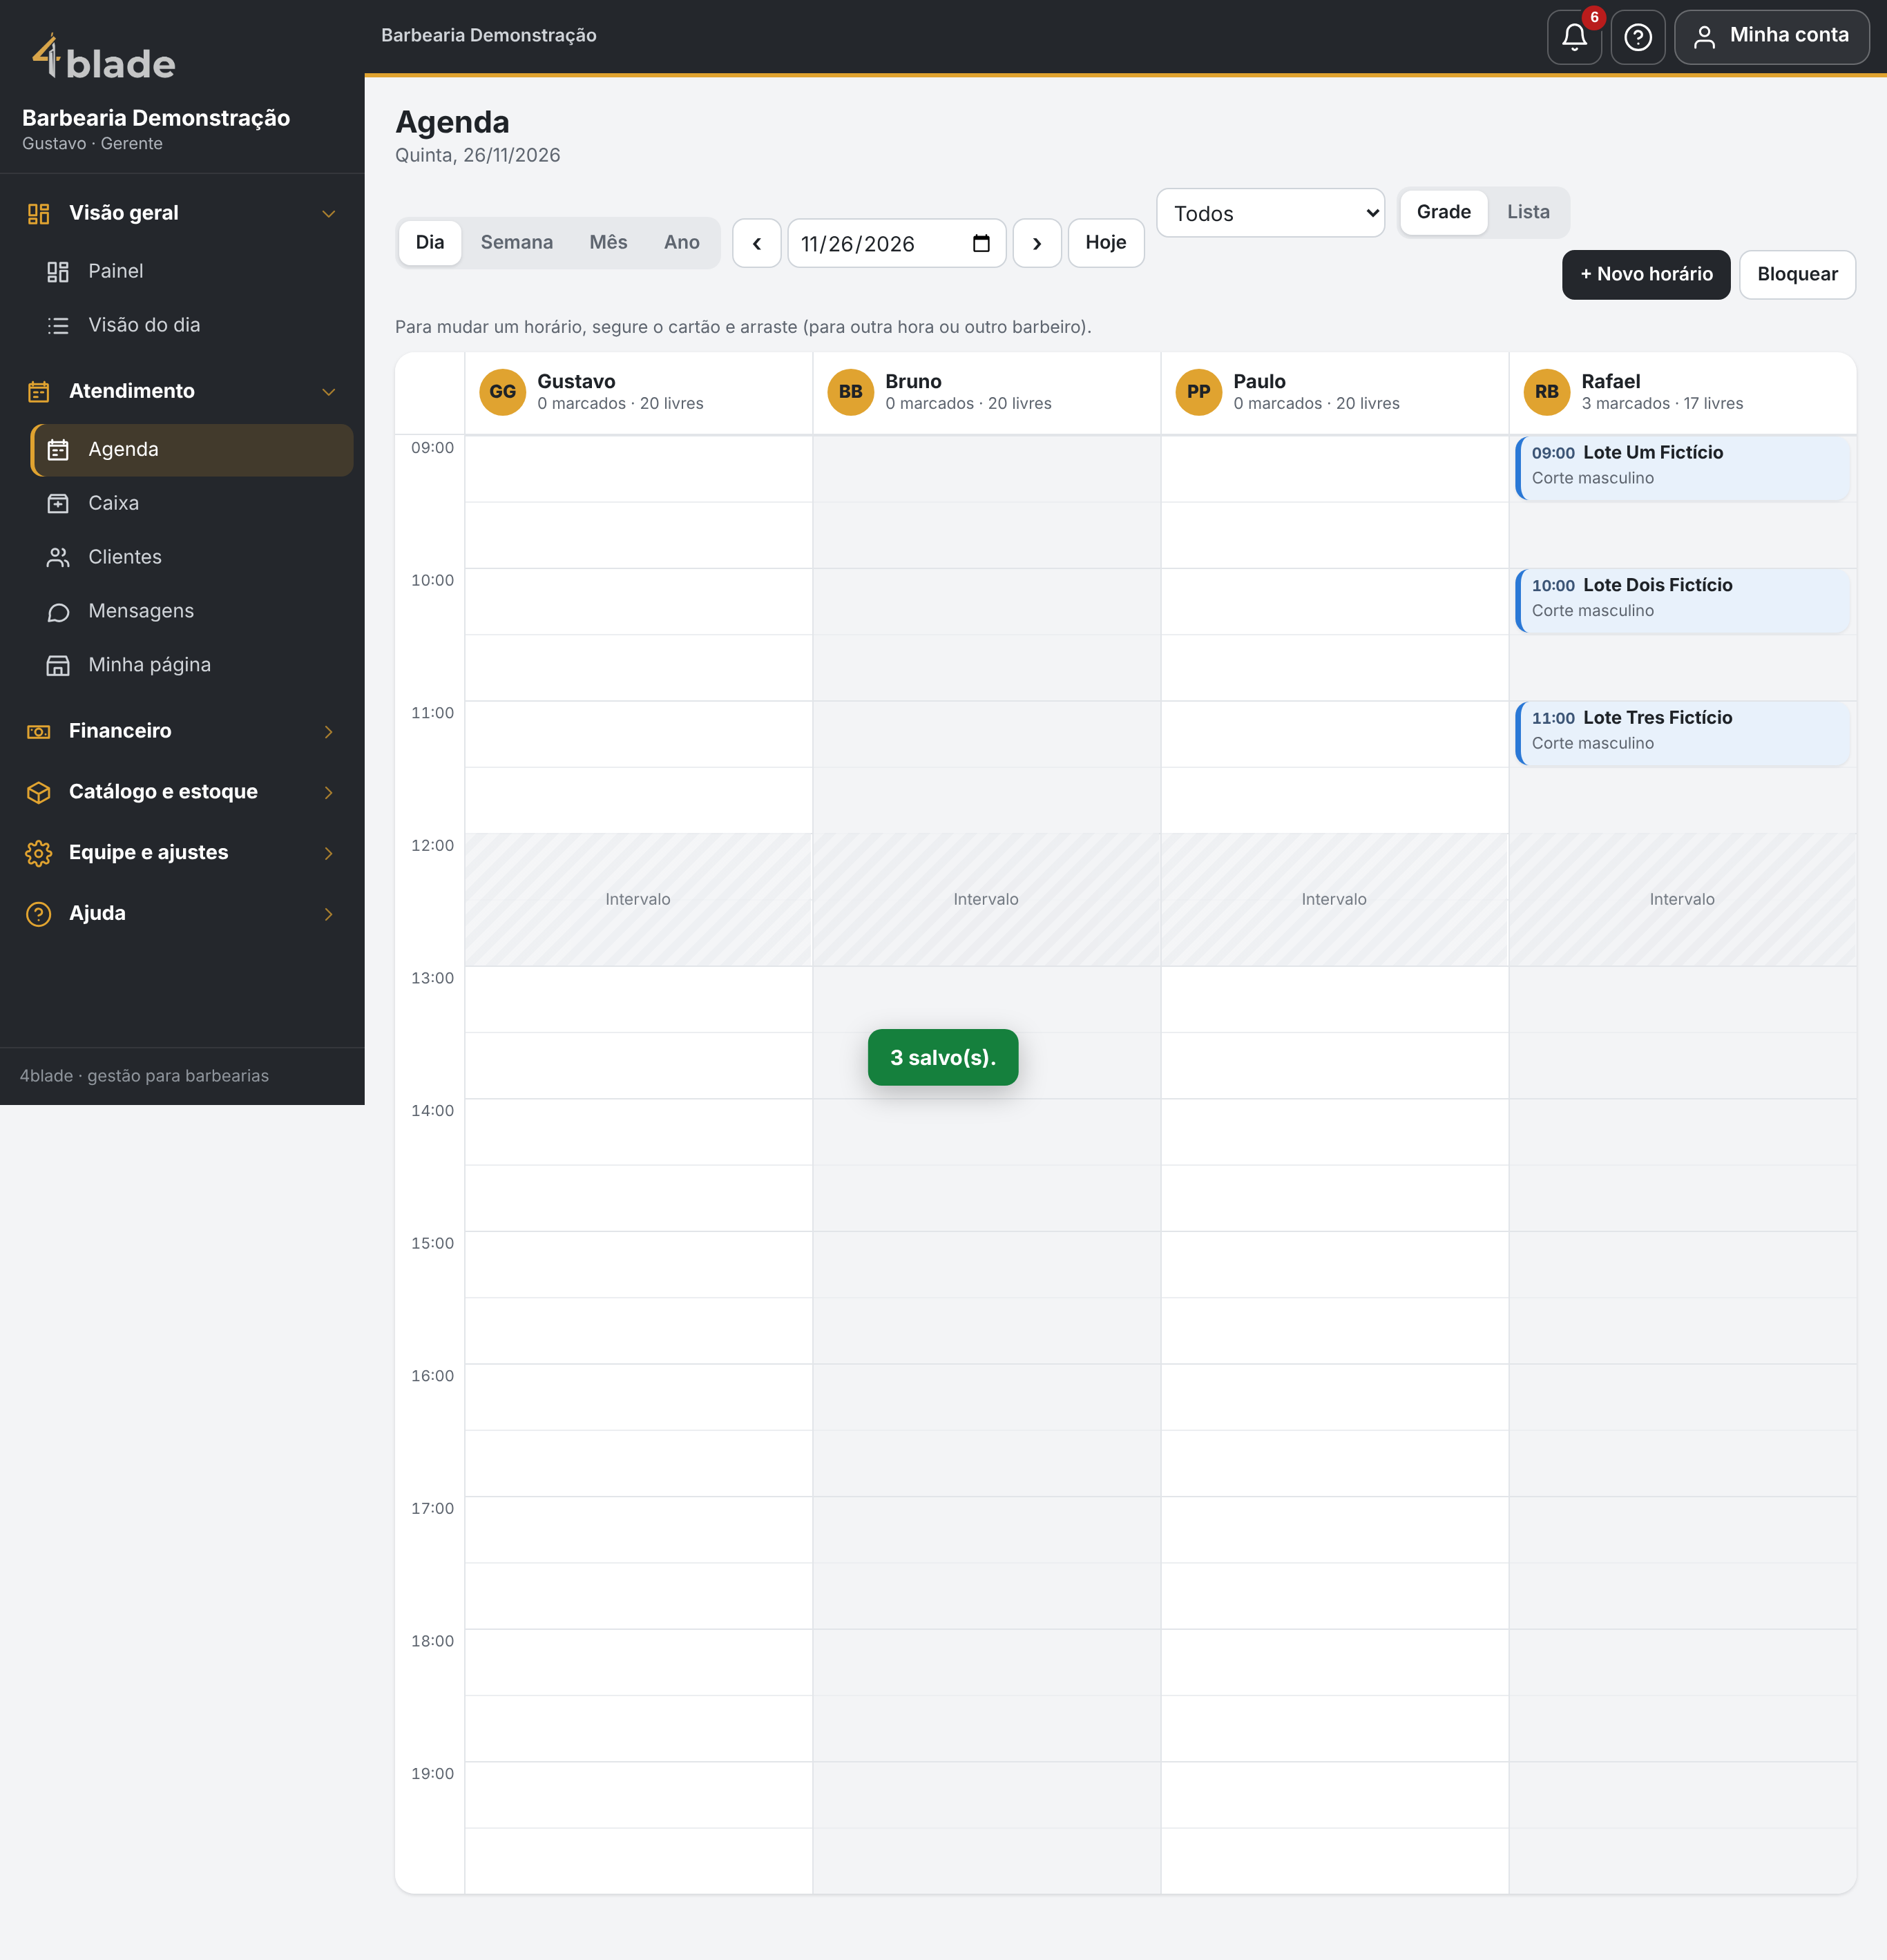 4blade
Barbearia Demonstração
Gustavo · Gerente
Visão geral
Painel
Visão do dia
Atendimento
Agenda
Caixa
Clientes
Mensagens
Minha página
Financeiro
Catálogo e estoque
Equipe e ajustes
Ajuda
4blade · gestão para barbearias
Barbearia Demonstração
6
Minha conta
Agenda
Quinta, 26/11/2026
Dia Semana Mês Ano ‹ 11/26/2026 › Hoje
Todos Grade Lista
+ Novo horário Bloquear
Para mudar um horário, segure o cartão e arraste (para outra hora ou outro barbeiro).
GG Gustavo
0 marcados · 20 livres
BB Bruno
0 marcados · 20 livres
PP Paulo
0 marcados · 20 livres
RB Rafael
3 marcados · 17 livres
09:00
09:00 Lote Um Fictício
Corte masculino
10:00
10:00 Lote Dois Fictício
Corte masculino
11:00
11:00 Lote Tres Fictício
Corte masculino
12:00
Intervalo Intervalo Intervalo Intervalo
13:00
3 salvo(s).
14:00
15:00
16:00
17:00
18:00
19:00